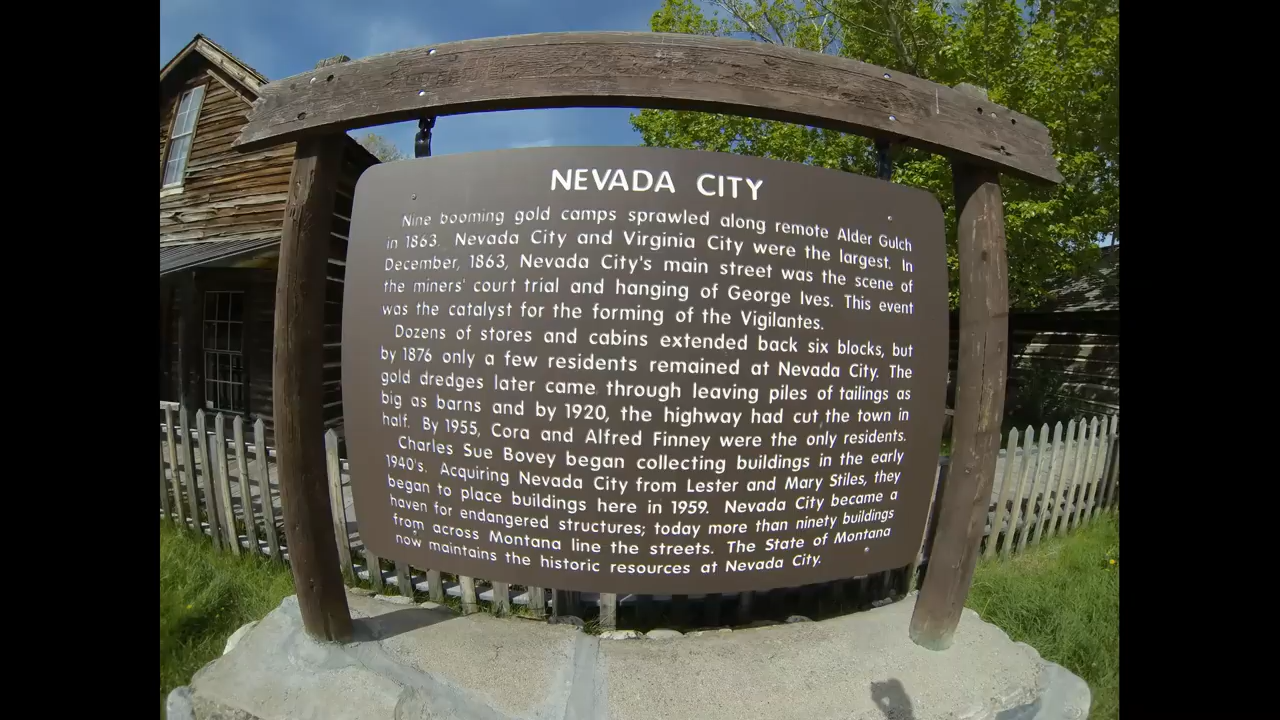 NEVADA CITY
Nine booming gold camps sprawled along remote Alder Gulch
in 1863. Nevada City and Virginia City were the largest. In
December, 1863, Nevada City's main street was the scene of
the miners' court trial and hanging of George Ives. This event
was the catalyst for the forming of the Vigilantes.
Dozens of stores and cabins extended back six blocks, but
by 1876 only a few residents remained at Nevada City. The
gold dredges later came through leaving piles of tailings as
big as barns and by 1920, the highway had cut the town in
half. By 1955, Cora and Alfred Finney were the only residents.
Charles Sue Bovey began collecting buildings in the early
1940's. Acquiring Nevada City from Lester and Mary Stiles, they
began to place buildings here in 1959. Nevada City became a
haven for endangered structures; today more than ninety buildings
from across Montana line the streets. The State of Montana
now maintains the historic resources at Nevada City.